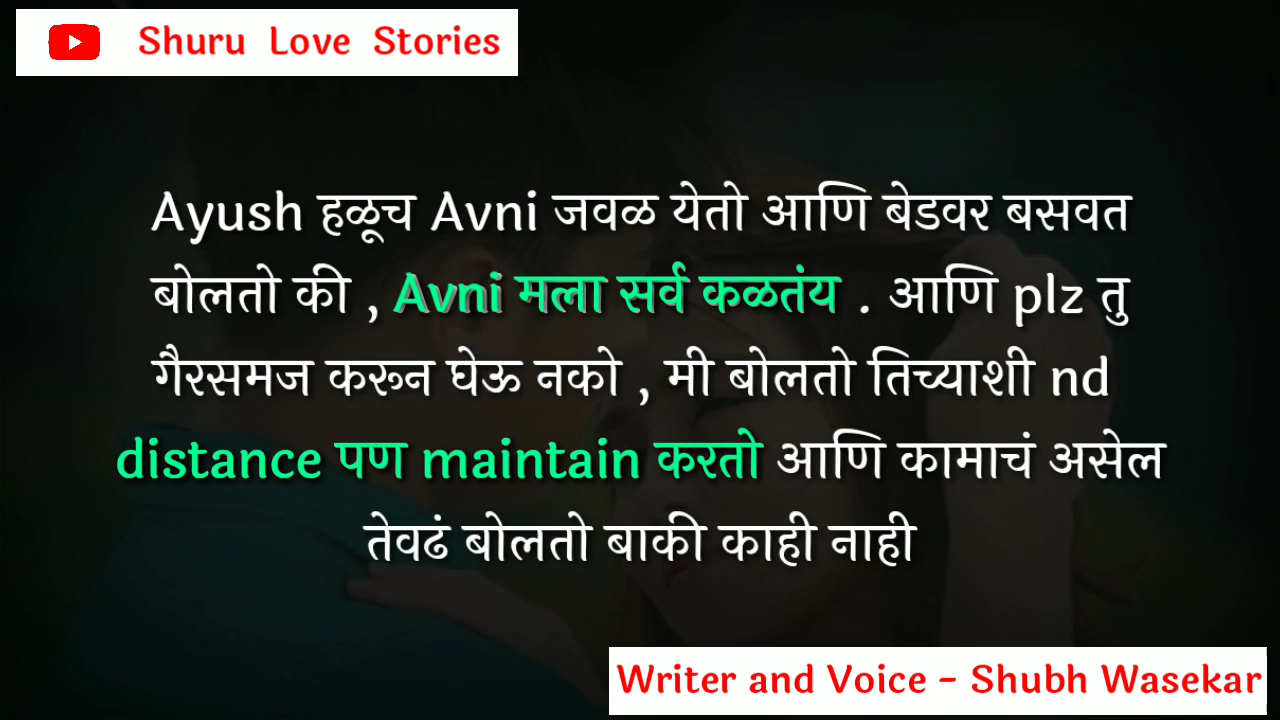 Shuru Love Stories
Ayush हळूच Avni जवळ येतो आणि बेडवर बसवत
बोलतो की , Avni मला सर्व कळतंय . आणि plz तु
गैरसमज करून घेऊ नको , मी बोलतो तिच्याशी nd
distance पण maintain करतो आणि कामाचं असेल
तेवढं बोलतो बाकी काही नाही
Writer and Voice - Shubh Wasekar